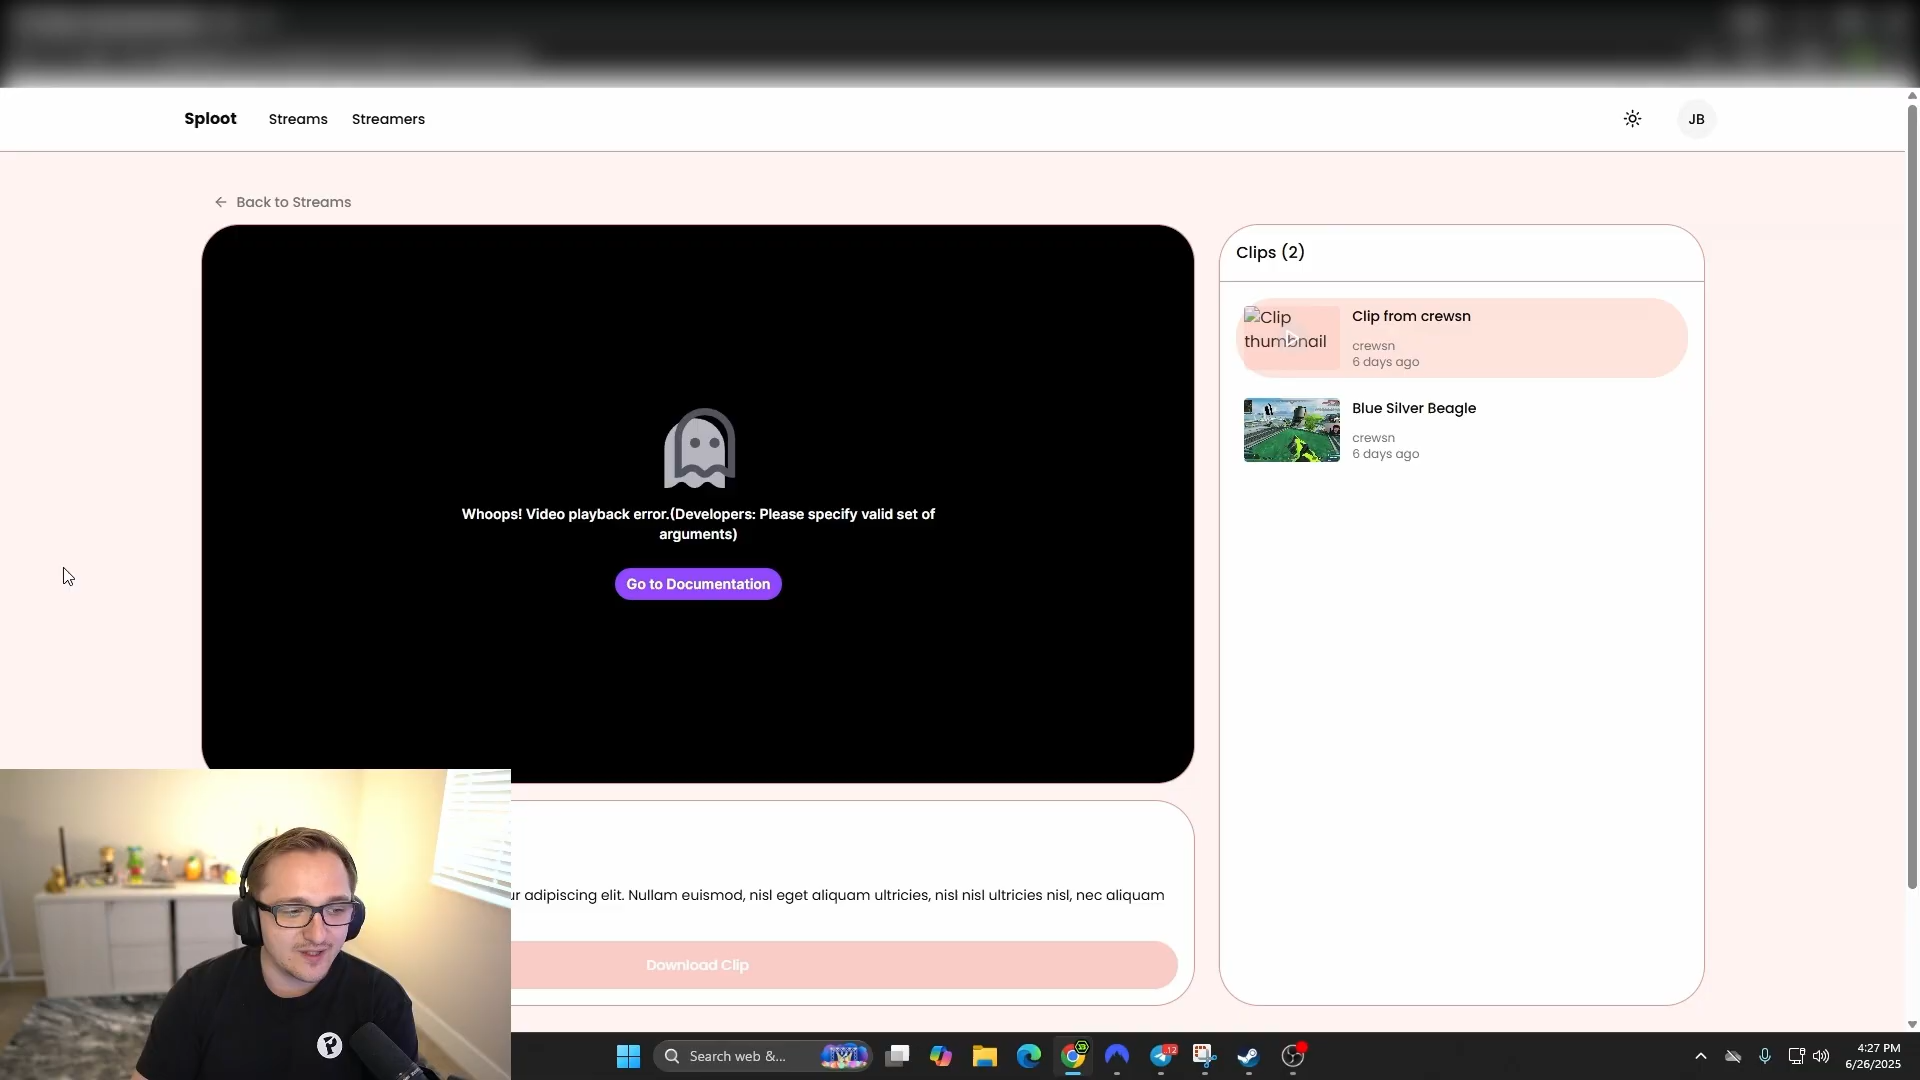 Sploot
Streams
Streamers
JB
Back to Streams
Clips (2)
Clip
thumbnail
Clip from crewsn
crewsn
6 days ago
Blue Silver Beagle
crewsn
6 days ago
Whoops! Video playback error.(Developers: Please specify valid set of
arguments)
Go to Documentation
adipiscing elit. Nullam euismod, nisl eget aliquam ultricies, nisl nisl ultricies nisl, nec aliquam
Download Clip
Search web &...
12
4:27 PM
6/26/2025